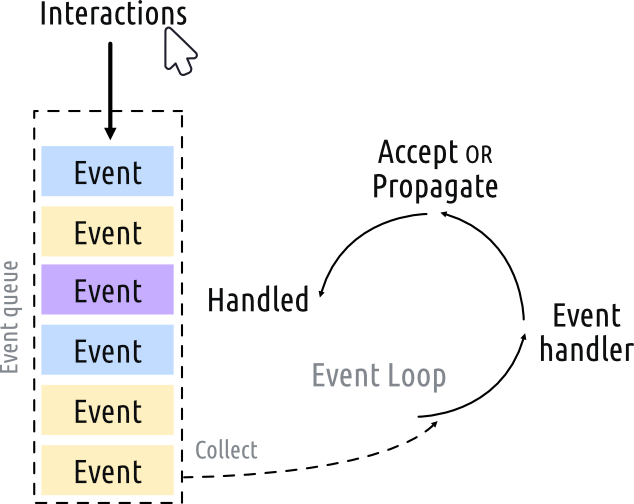 Interactions
Event
Event
Event
Event
Event
Event
Event queue
Collect
Event Loop
Event
handler
Accept OR
Propagate
Handled